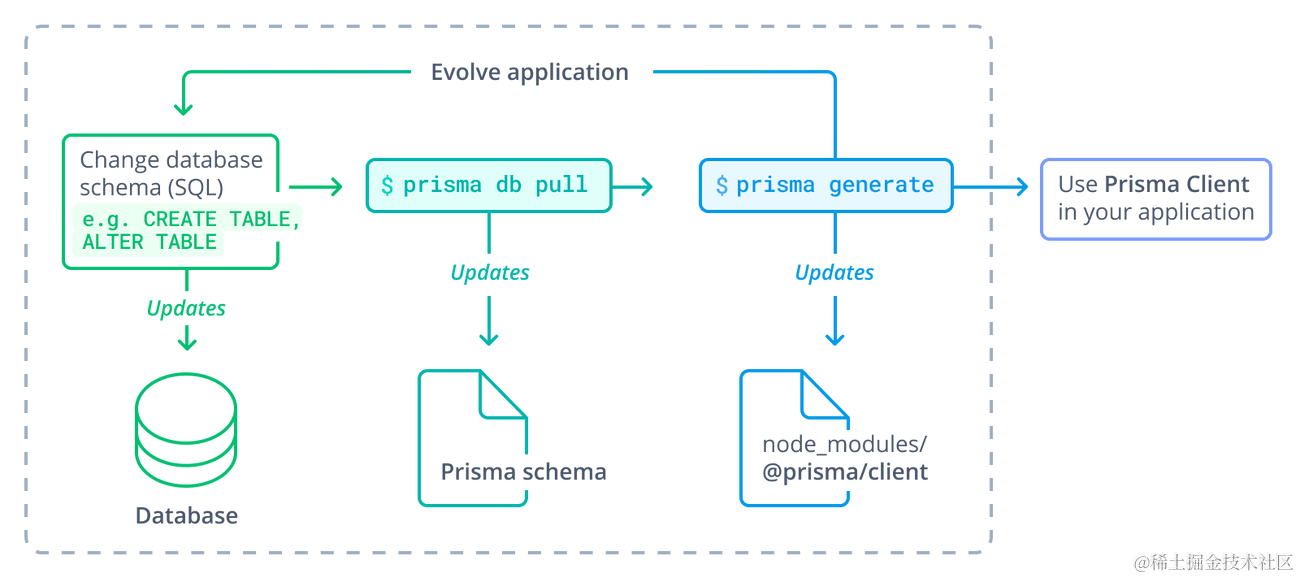 Evolve application
Change database
schema (SQL)
e.g. CREATE TABLE,
ALTER TABLE
$ prisma db pull
$ prisma generate
Use Prisma Client
in your application
Updates
Updates
Updates
Database
Prisma schema
node_modules/
@prisma/client
@稀土掘金技术社区